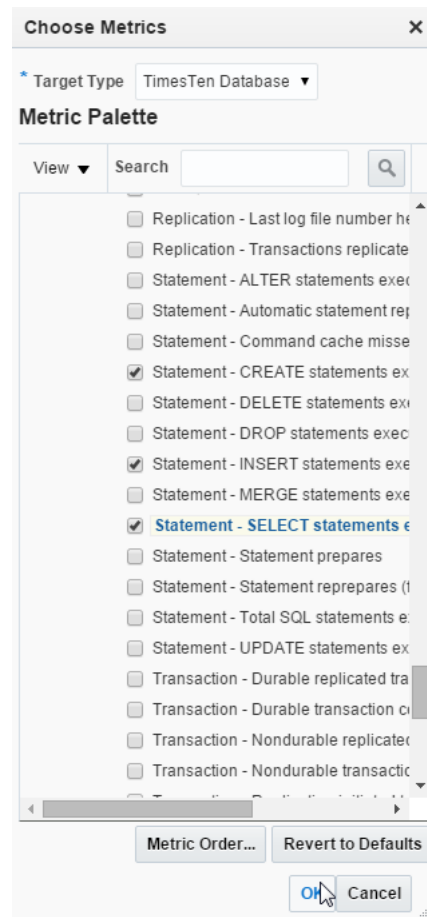 Choose Metrics
* Target Type TimesTen Database
Metric Palette
View Search
Replication - Last log file number he
Replication - Transactions replicate
Statement - ALTER statements exec
Statement - Automatic statement rep
Statement - Command cache misse
Statement - CREATE statements ex
Statement - DELETE statements exe
Statement - DROP statements exec
Statement - INSERT statements exe
Statement - MERGE statements exe
Statement - SELECT statements e
Statement - Statement prepares
Statement - Statement reprepares (f
Statement - Total SQL statements e
Statement - UPDATE statements ex
Transaction - Durable replicated tra
Transaction - Durable transaction c
Transaction - Nondurable replicated
Transaction - Nondurable transactio
Metric Order... Revert to Defaults
OK Cancel